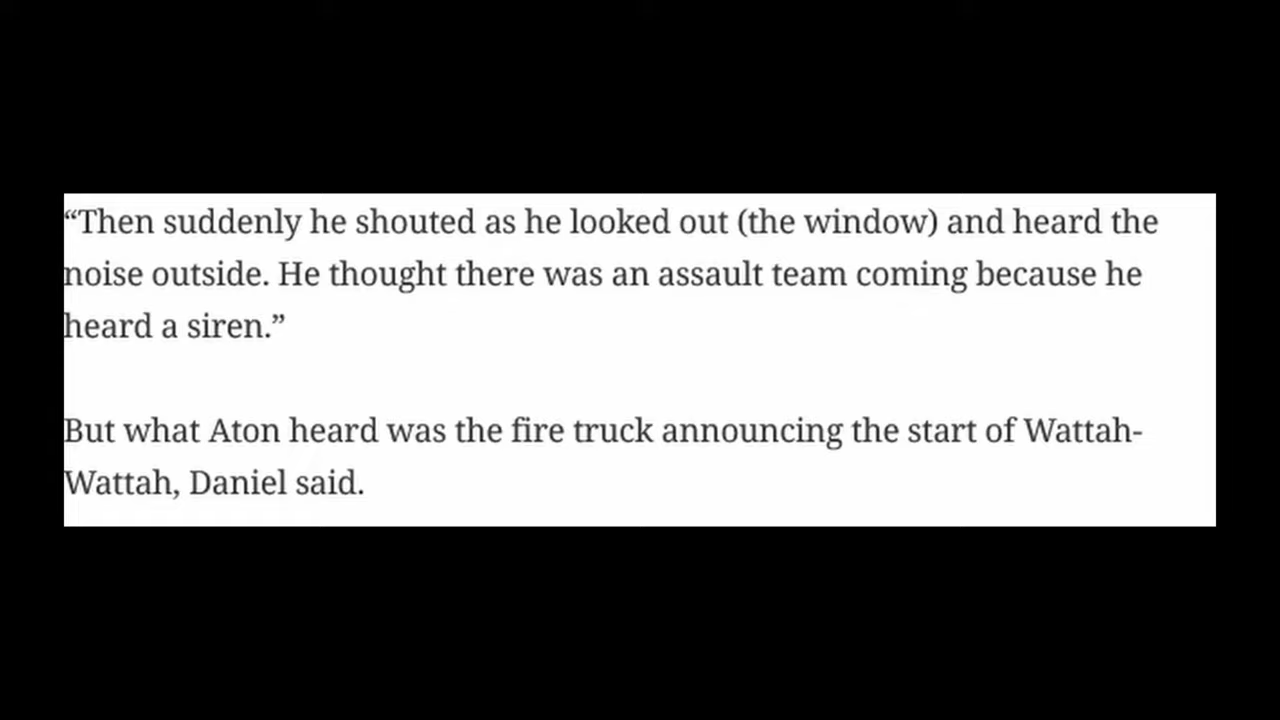 “Then suddenly he shouted as he looked out (the window) and heard the
noise outside. He thought there was an assault team coming because he
heard a siren.”
But what Aton heard was the fire truck announcing the start of Wattah-
Wattah, Daniel said.